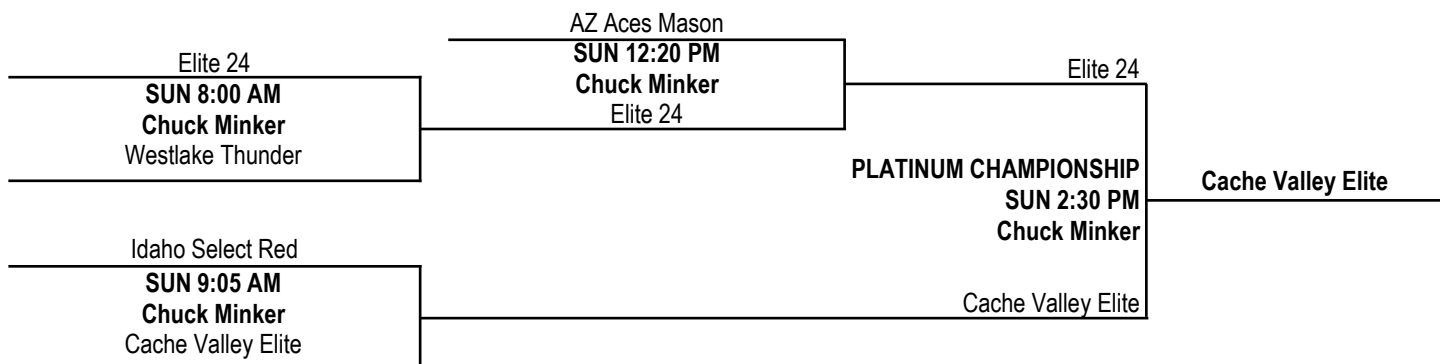 AZ Aces Mason
SUN 12:20 PM
Chuck Minker
Elite 24
Elite 24
SUN 8:00 AM
Chuck Minker
Westlake Thunder
Elite 24
PLATINUM CHAMPIONSHIP
SUN 2:30 PM
Chuck Minker
Cache Valley Elite
Idaho Select Red
SUN 9:05 AM
Chuck Minker
Cache Valley Elite
Cache Valley Elite